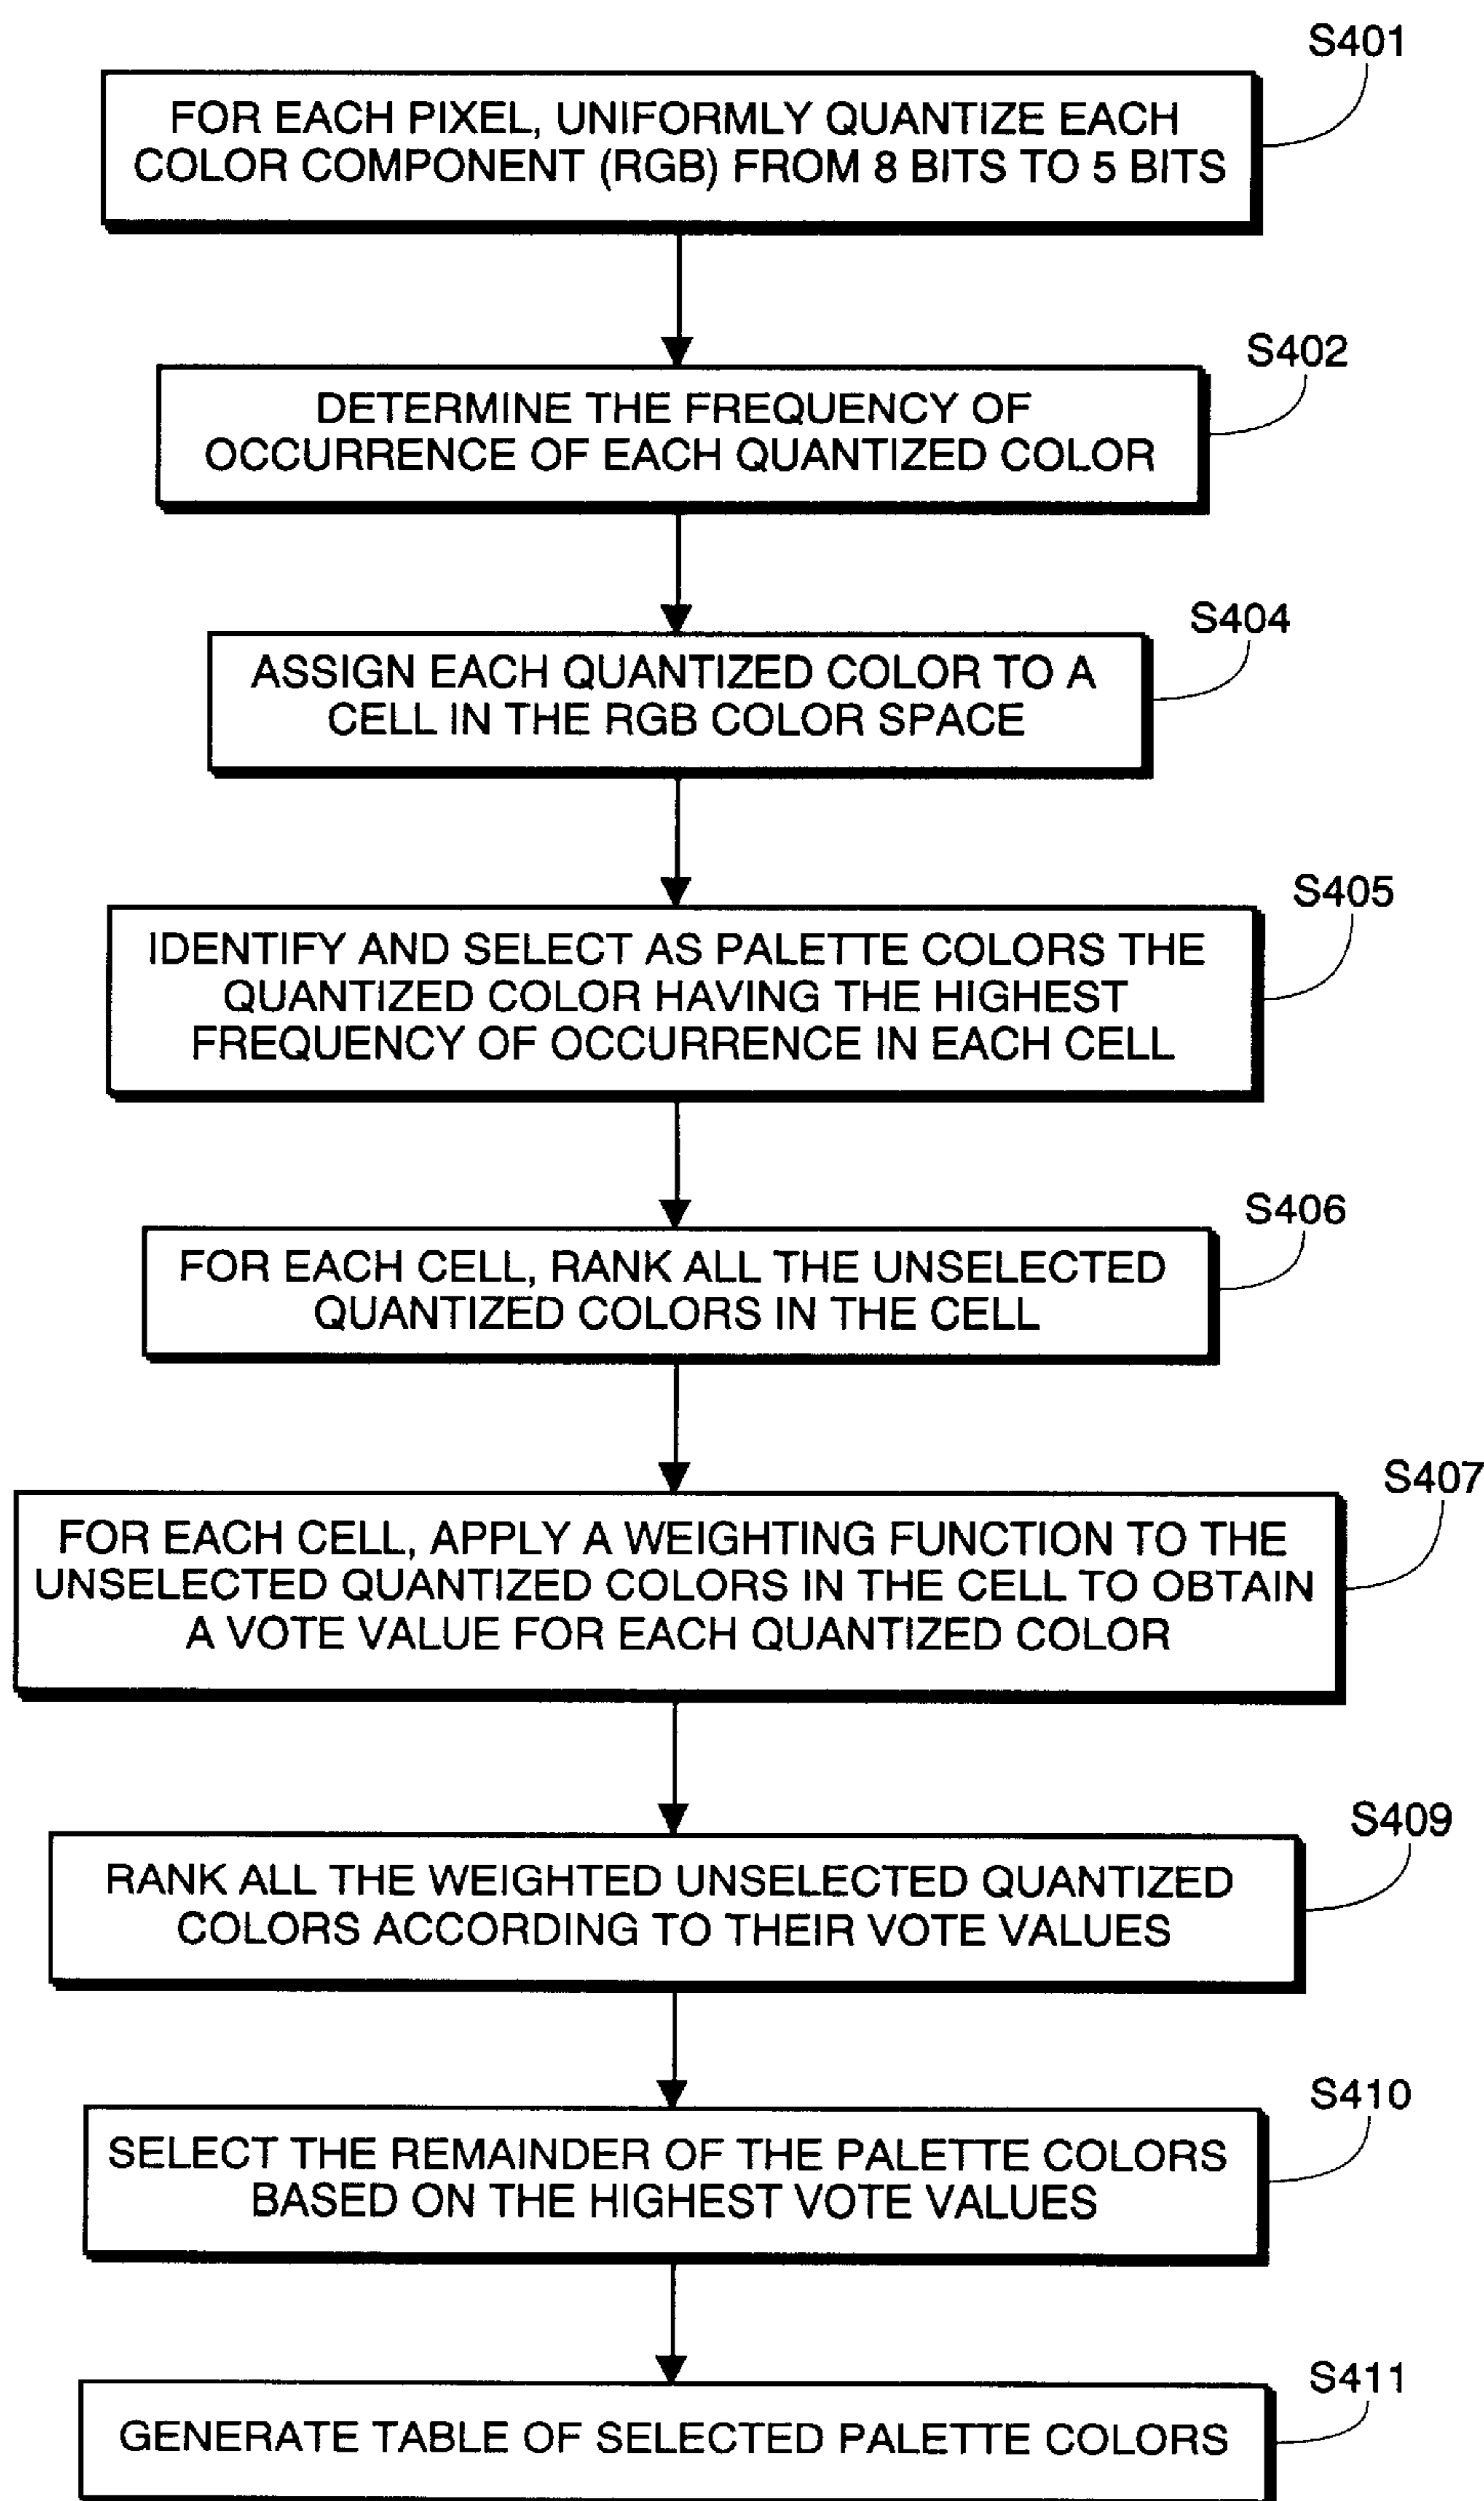 S401
FOR EACH PIXEL, UNIFORMLY QUANTIZE EACH
COLOR COMPONENT (RGB) FROM 8 BITS TO 5 BITS
S402
DETERMINE THE FREQUENCY OF
OCCURRENCE OF EACH QUANTIZED COLOR
S404
ASSIGN EACH QUANTIZED COLOR TO A
CELL IN THE RGB COLOR SPACE
S405
IDENTIFY AND SELECT AS PALETTE COLORS THE
QUANTIZED COLOR HAVING THE HIGHEST
FREQUENCY OF OCCURRENCE IN EACH CELL
S406
FOR EACH CELL, RANK ALL THE UNSELECTED
QUANTIZED COLORS IN THE CELL
S407
FOR EACH CELL, APPLY A WEIGHTING FUNCTION TO THE
UNSELECTED QUANTIZED COLORS IN THE CELL TO OBTAIN
A VOTE VALUE FOR EACH QUANTIZED COLOR
S409
RANK ALL THE WEIGHTED UNSELECTED QUANTIZED
COLORS ACCORDING TO THEIR VOTE VALUES
S410
SELECT THE REMAINDER OF THE PALETTE COLORS
BASED ON THE HIGHEST VOTE VALUES
S411
GENERATE TABLE OF SELECTED PALETTE COLORS